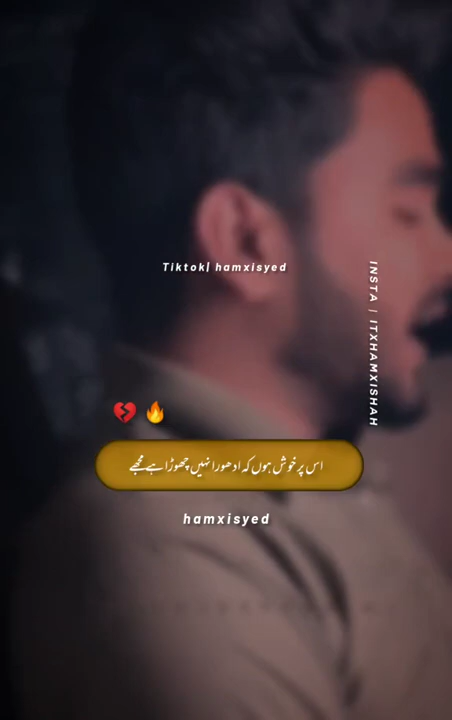 Tiktok| hamxisyed
INSTA | ITXHAMXISHAH
💔 🔥
اس پر خوش ہوں کہ ادھورا نہیں چھوڑا ہے مجھے
hamxisyed